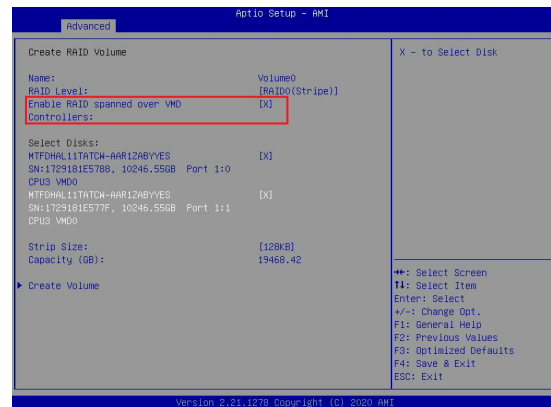 Aptio Setup - AMI
Advanced
Create RAID Volume
X - to Select Disk
Name: Volume0
RAID Level: [RAID0(Stripe)]
Enable RAID spanned over VMD [X]
Controllers:
Select Disks:
MTFDHAL11TATCW-AAR1ZABYYES [X]
SN:1729181E5788, 10246.55GB Port 1:0
CPU3 VMD0
MTFDHAL11TATCW-AAR1ZABYYES [X]
SN:1729181E577F, 10246.55GB Port 1:1
CPU3 VMD0
Strip Size: [128KB]
Capacity (GB): 19468.42
Create Volume
→←: Select Screen
↑↓: Select Item
Enter: Select
+/-: Change Opt.
F1: General Help
F2: Previous Values
F3: Optimized Defaults
F4: Save & Exit
ESC: Exit
Version 2.21.1278 Copyright (C) 2020 AMI